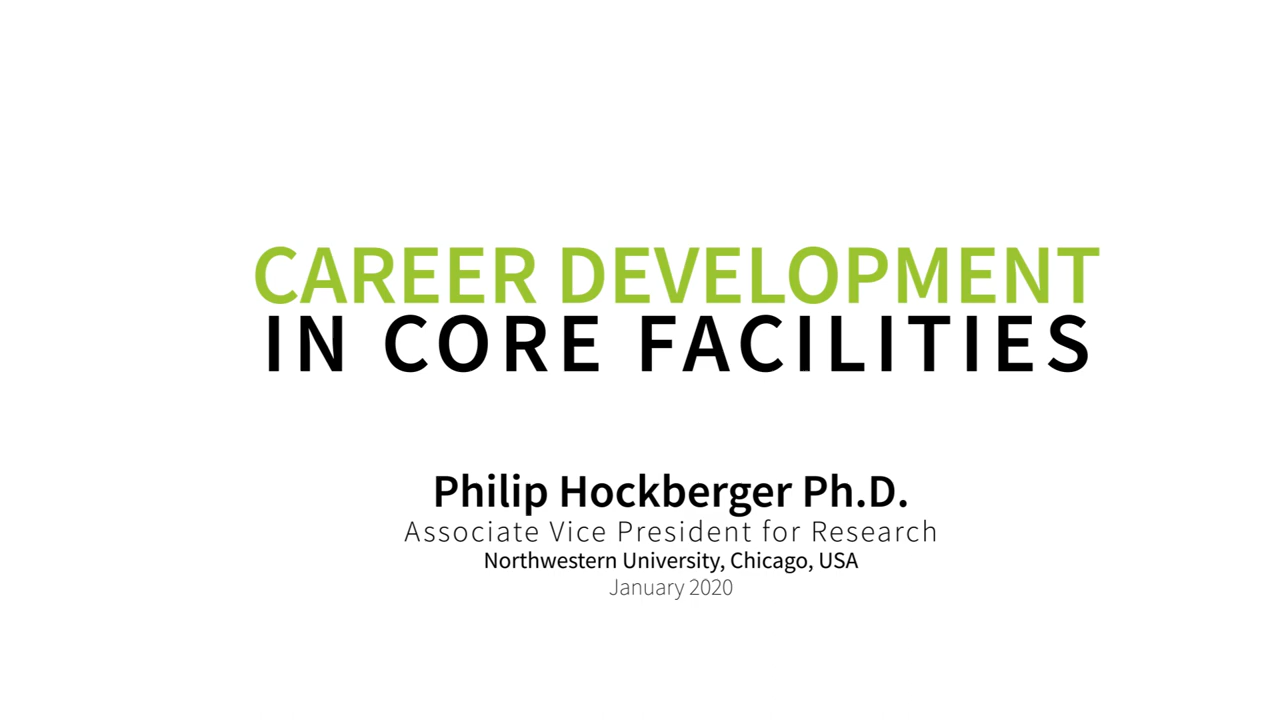 CAREER DEVELOPMENT
IN CORE FACILITIES
Philip Hockberger Ph.D.
Associate Vice President for Research
Northwestern University, Chicago, USA
January 2020